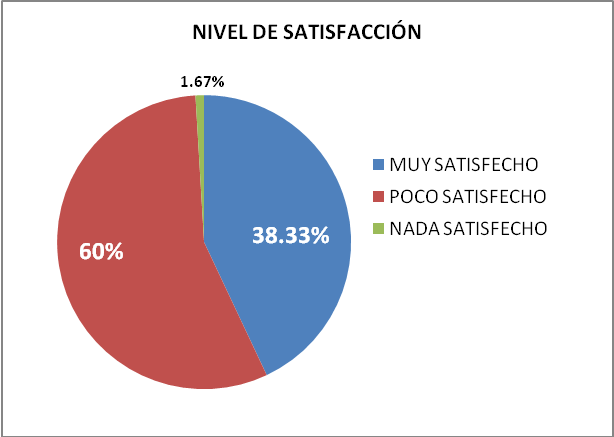 NIVEL DE SATISFACCIÓN
1.67%
MUY SATISFECHO
POCO SATISFECHO
NADA SATISFECHO
38.33%
60%